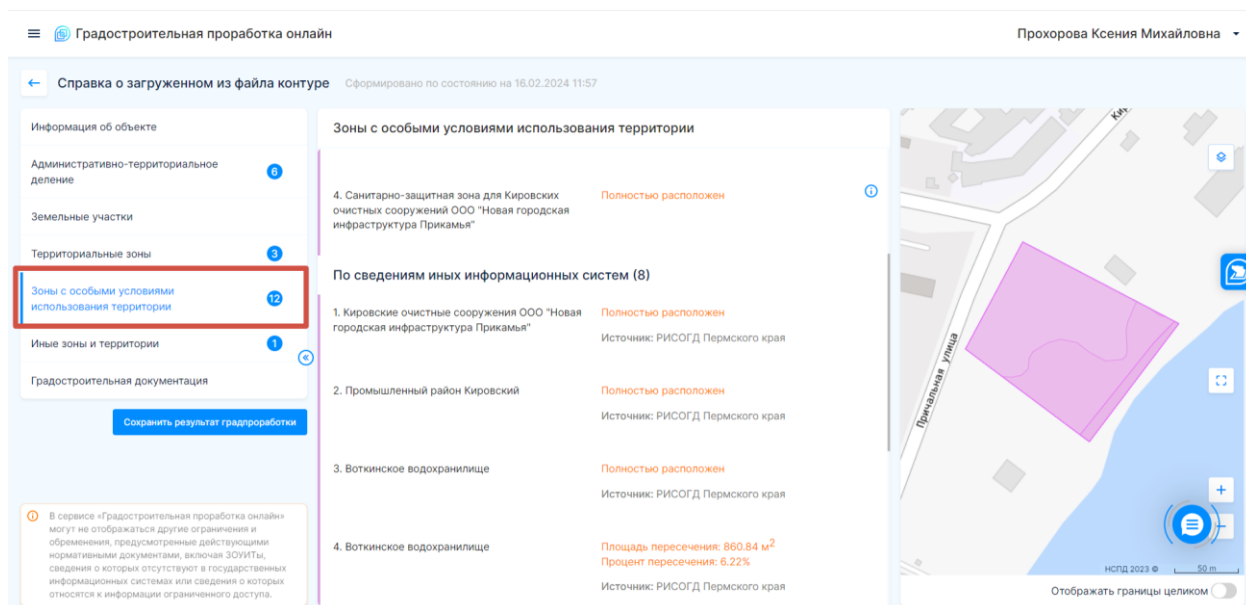 Градостроительная проработка онлайн
Прохорова Ксения Михайловна
Справка о загруженном из файла контуре
Сформировано по состоянию на 16.02.2024 11:57
Информация об объекте
Административно-территориальное
деление
6
Земельные участки
Территориальные зоны
3
Зоны с особыми условиями
использования территории
12
Иные зоны и территории
1
Градостроительная документация
Сохранить результат градпроработки
В сервисе «Градостроительная проработка онлайн»
могут не отображаться другие ограничения и
обременения, предусмотренные действующими
нормативными документами, включая ЗОУИТы,
сведения о которых отсутствуют в государственных
информационных системах или сведения о которых
относятся к информации ограниченного доступа.
Зоны с особыми условиями использования территории
4. Санитарно-защитная зона для Кировских
очистных сооружений ООО "Новая городская
инфраструктура Прикамья"
Полностью расположен
По сведениям иных информационных систем (8)
1. Кировские очистные сооружения ООО "Новая
городская инфраструктура Прикамья"
Полностью расположен
Источник: РИСОГД Пермского края
2. Промышленный район Кировский
Полностью расположен
Источник: РИСОГД Пермского края
3. Воткинское водохранилище
Полностью расположен
Источник: РИСОГД Пермского края
4. Воткинское водохранилище
Площадь пересечения: 860.84 м2
Процент пересечения: 6.22%
Источник: РИСОГД Пермского края
Причальная улица
НСПД 2023 ©
50 m
Отображать границы целиком